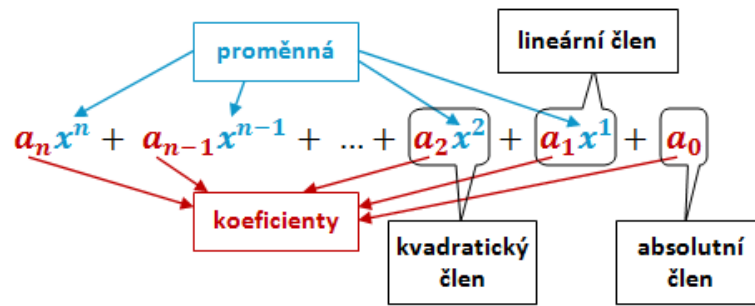 lineární člen
proměnná
aₙxⁿ + aₙ₋₁xⁿ⁻¹ + ... + a₂x² + a₁x¹ + a₀
koeficienty
kvadratický
člen
absolutní
člen